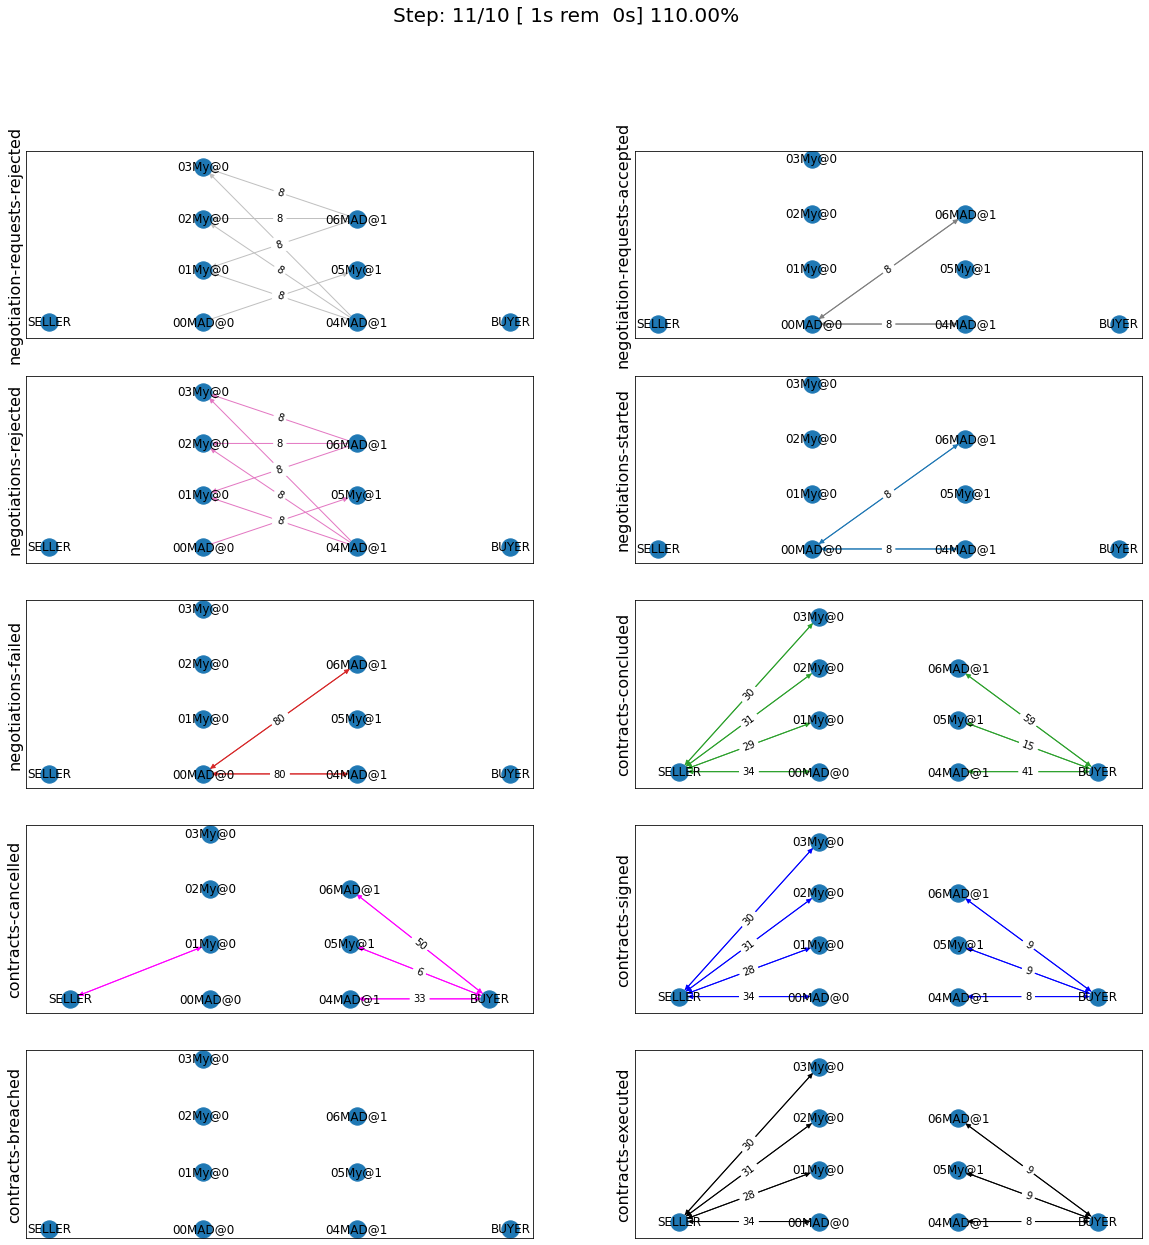 Step: 11/10 [ 1s rem  0s] 110.00%
negotiation-requests-rejected
03My@0
8
02My@0
8
06MAD@1
8
01My@0
8
05My@1
8
SELLER
00MAD@0
04MAD@1
BUYER
negotiation-requests-accepted
03My@0
02My@0
06MAD@1
01My@0
8
05My@1
SELLER
00MAD@0
8
04MAD@1
BUYER
negotiations-rejected
03My@0
8
02My@0
8
06MAD@1
8
01My@0
8
05My@1
8
SELLER
00MAD@0
04MAD@1
BUYER
negotiations-started
03My@0
02My@0
06MAD@1
01My@0
8
05My@1
SELLER
00MAD@0
8
04MAD@1
BUYER
negotiations-failed
03My@0
02My@0
06MAD@1
01My@0
80
05My@1
SELLER
00MAD@0
80
04MAD@1
BUYER
contracts-concluded
03My@0
02My@0
06MAD@1
30
31
01My@0
05My@1
59
29
15
SELLER
34
00MAD@0
04MAD@1
41
BUYER
contracts-cancelled
03My@0
02My@0
06MAD@1
01My@0
05My@1
50
6
SELLER
00MAD@0
04MAD@1
33
BUYER
contracts-signed
03My@0
02My@0
06MAD@1
30
31
01My@0
05My@1
9
28
9
SELLER
34
00MAD@0
04MAD@1
8
BUYER
contracts-breached
03My@0
02My@0
06MAD@1
01My@0
05My@1
SELLER
00MAD@0
04MAD@1
BUYER
contracts-executed
03My@0
02My@0
06MAD@1
30
31
01My@0
05My@1
9
28
9
SELLER
34
00MAD@0
04MAD@1
8
BUYER